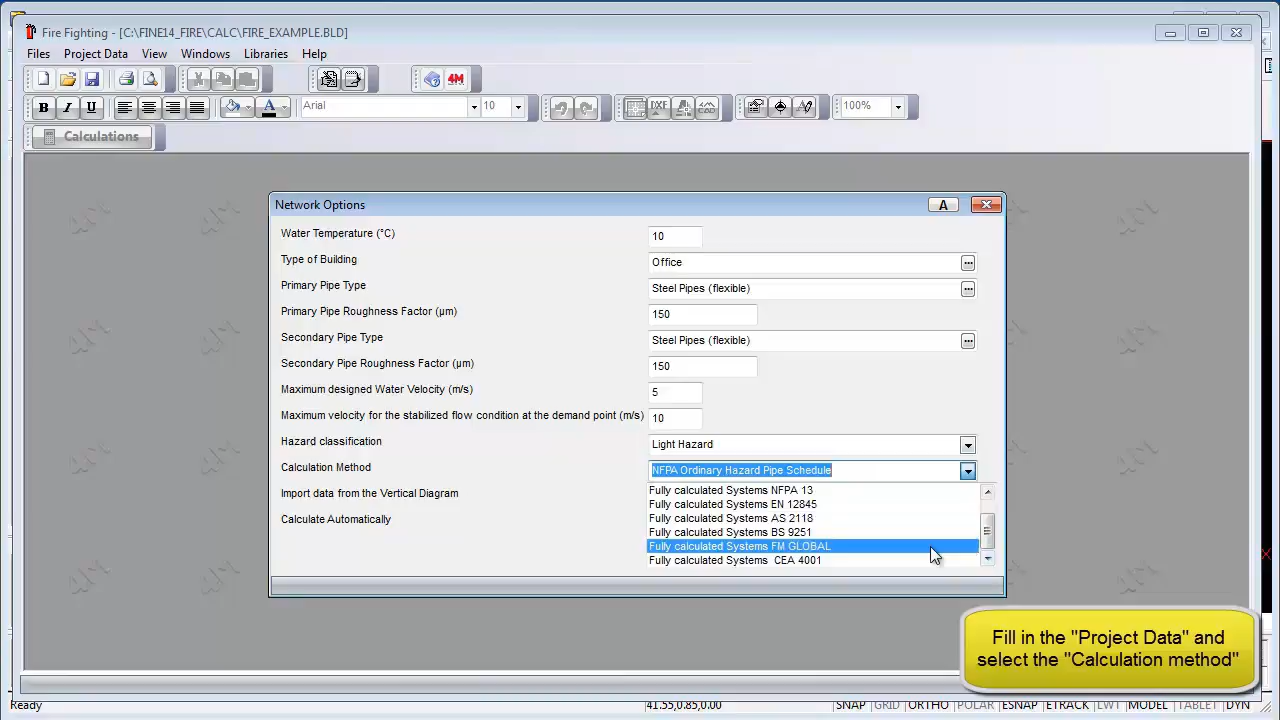 Fire Fighting - [C:\FINE14_FIRE\CALC\FIRE_EXAMPLE.BLD]
Files Project Data View Windows Libraries Help
4M
B I U A Arial 10 DXF 100%
Calculations
Network Options A
Water Temperature (°C) 10
Type of Building Office ...
Primary Pipe Type Steel Pipes (flexible) ...
Primary Pipe Roughness Factor (µm) 150
Secondary Pipe Type Steel Pipes (flexible) ...
Secondary Pipe Roughness Factor (µm) 150
Maximum designed Water Velocity (m/s) 5
Maximum velocity for the stabilized flow condition at the demand point (m/s) 10
Hazard classification Light Hazard
Calculation Method NFPA Ordinary Hazard Pipe Schedule
Import data from the Vertical Diagram
Calculate Automatically
Fully calculated Systems NFPA 13
Fully calculated Systems EN 12845
Fully calculated Systems AS 2118
Fully calculated Systems BS 9251
Fully calculated Systems FM GLOBAL
Fully calculated Systems CEA 4001
Fill in the "Project Data" and
select the "Calculation method"
Ready 41.55,0.85,0.00 SNAP GRID ORTHO POLAR ESNAP ETRACK LWT MODEL TABLET DYN